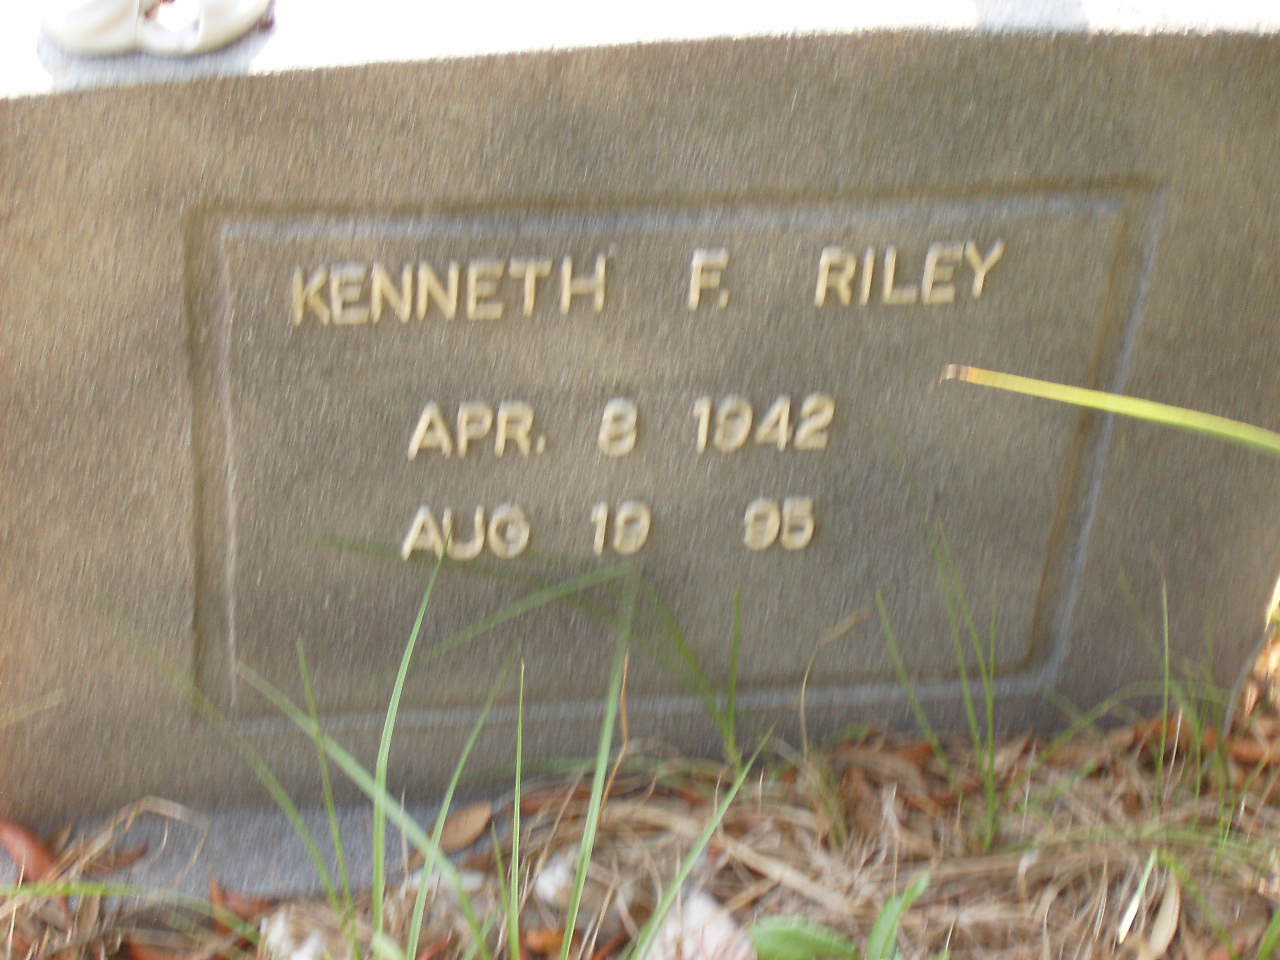 KENNETH F. RILEY
APR. 8 1942
AUG 19 95